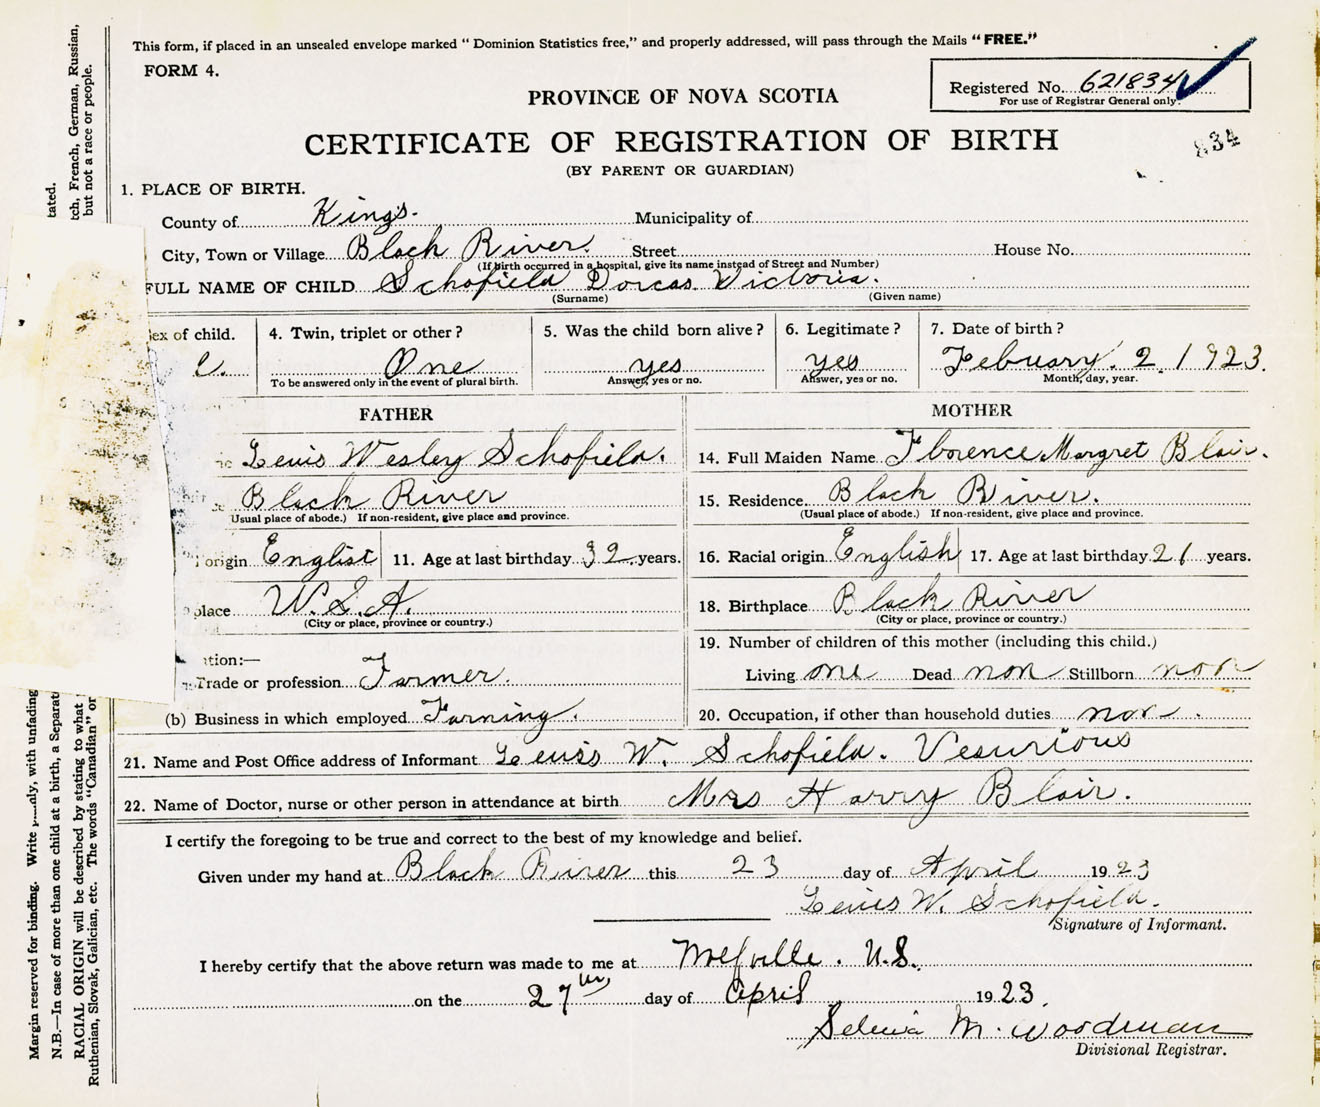 This form, if placed in an unsealed envelope marked “ Dominion Statistics free,” and properly addressed, will pass through the Mails “ FREE.”
FORM 4.
Registered No. 621834
For use of Registrar General only
PROVINCE OF NOVA SCOTIA
834
CERTIFICATE OF REGISTRATION OF BIRTH
(BY PARENT OR GUARDIAN)
1. PLACE OF BIRTH.
County of Kings. Municipality of
City, Town or Village Black River. Street House No.
(If birth occurred in a hospital, give its name instead of Street and Number)
FULL NAME OF CHILD Schofield Dorcas Victoria.
(Surname) (Given name)
ex of child. 4. Twin, triplet or other ? 5. Was the child born alive ? 6. Legitimate ? 7. Date of birth ?
e. One yes yes Febuary. 2. 1923.
To be answered only in the event of plural birth. Answer, yes or no. Answer, yes or no. Month, day, year.
FATHER MOTHER
Lewis Wesley Schofield. 14. Full Maiden Name Florence Margret Blair.
Black River 15. Residence Black River.
Usual place of abode.) If non-resident, give place and province. (Usual place of abode.) If non-resident, give place and province.
origin English 11. Age at last birthday 32 years. 16. Racial origin English 17. Age at last birthday 21 years.
place U.S.A. 18. Birthplace Black River
(City or place, province or country.) (City or place, province or country.)
19. Number of children of this mother (including this child.)
tion:—
Trade or profession Farmer. Living one Dead non Stillborn non
(b) Business in which employed Farming. 20. Occupation, if other than household duties non.
21. Name and Post Office address of Informant Lewis W. Schofield. Vesuvious
22. Name of Doctor, nurse or other person in attendance at birth Mrs Harry Blair.
I certify the foregoing to be true and correct to the best of my knowledge and belief.
Given under my hand at Black River this 23 day of April 1923
Lewis W. Schofield.
Signature of Informant.
I hereby certify that the above return was made to me at Wolfville. N.S.
on the 27th day of April 1923.
M. Woodman
Divisional Registrar.
Margin reserved for binding. Write with unfading
N.B.—In case of more than one child at a birth, a Separat
tated.
RACIAL ORIGIN will be described by stating to what
tch, French, German, Russian,
Ruthenian, Slovak, Galician, etc. The words “Canadian” or
but not a race or people.